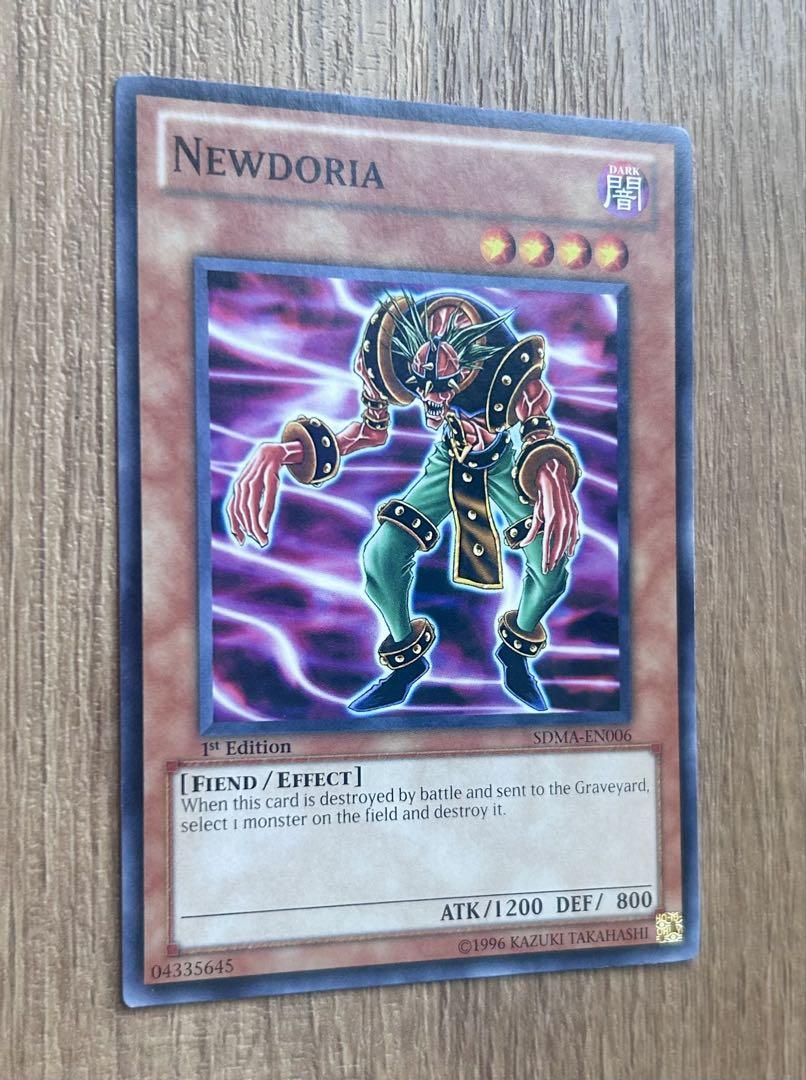 NEWDORIA
DARK
闇
1st Edition
SDMA-EN006
[FIEND/EFFECT]
When this card is destroyed by battle and sent to the Graveyard,
select 1 monster on the field and destroy it.
ATK/1200 DEF/ 800
04335645
©1996 KAZUKI TAKAHASHI